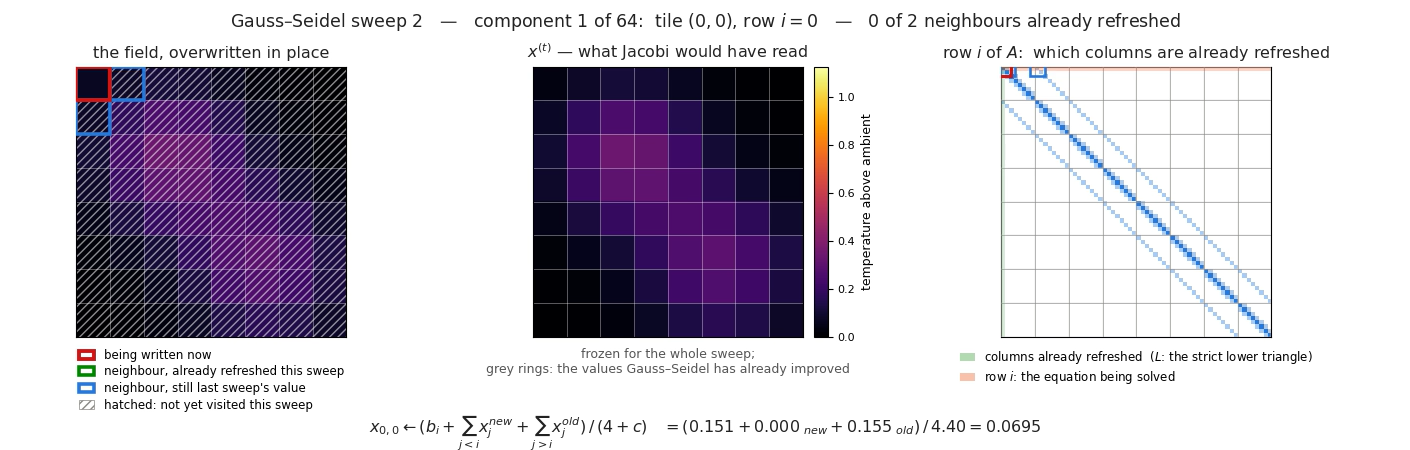 Gauss–Seidel sweep 2 — component 1 of 64: tile (0, 0), row i = 0 — 0 of 2 neighbours already refreshed
the field, overwritten in place
x^(t) — what Jacobi would have read
row i of A: which columns are already refreshed
1.0
0.8
0.6
0.4
0.2
0.0
temperature above ambient
being written now
neighbour, already refreshed this sweep
neighbour, still last sweep's value
hatched: not yet visited this sweep
frozen for the whole sweep;
grey rings: the values Gauss–Seidel has already improved
columns already refreshed (L: the strict lower triangle)
row i: the equation being solved
x_{0,0} ← (b_i + ∑_{j<i} x_j^{new} + ∑_{j>i} x_j^{old}) / (4 + c) = (0.151 + 0.000 _{new} + 0.155 _{old}) / 4.40 = 0.0695